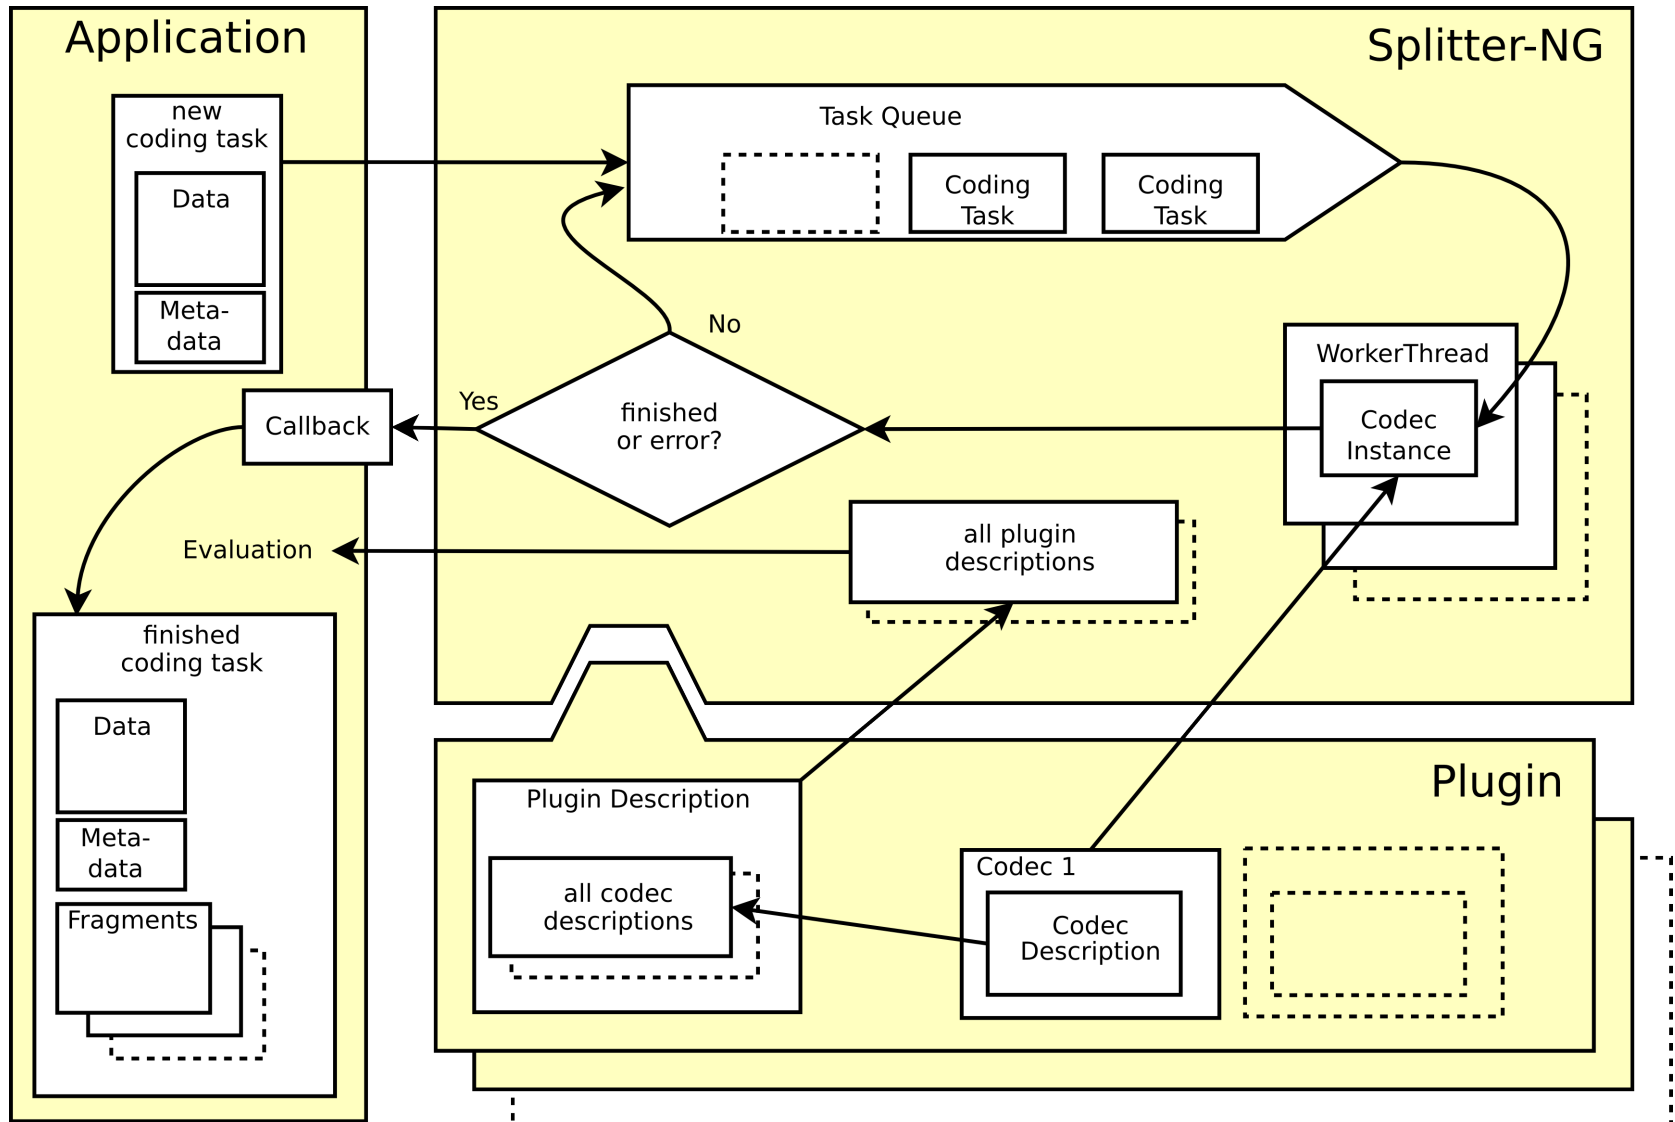 Application
new
coding task
Data
Meta-
data
Callback
Evaluation
finished
coding task
Data
Meta-
data
Fragments
Splitter-NG
Task Queue
Coding
Task
Coding
Task
No
Yes
finished
or error?
WorkerThread
Codec
Instance
all plugin
descriptions
Plugin
Plugin Description
all codec
descriptions
Codec 1
Codec
Description